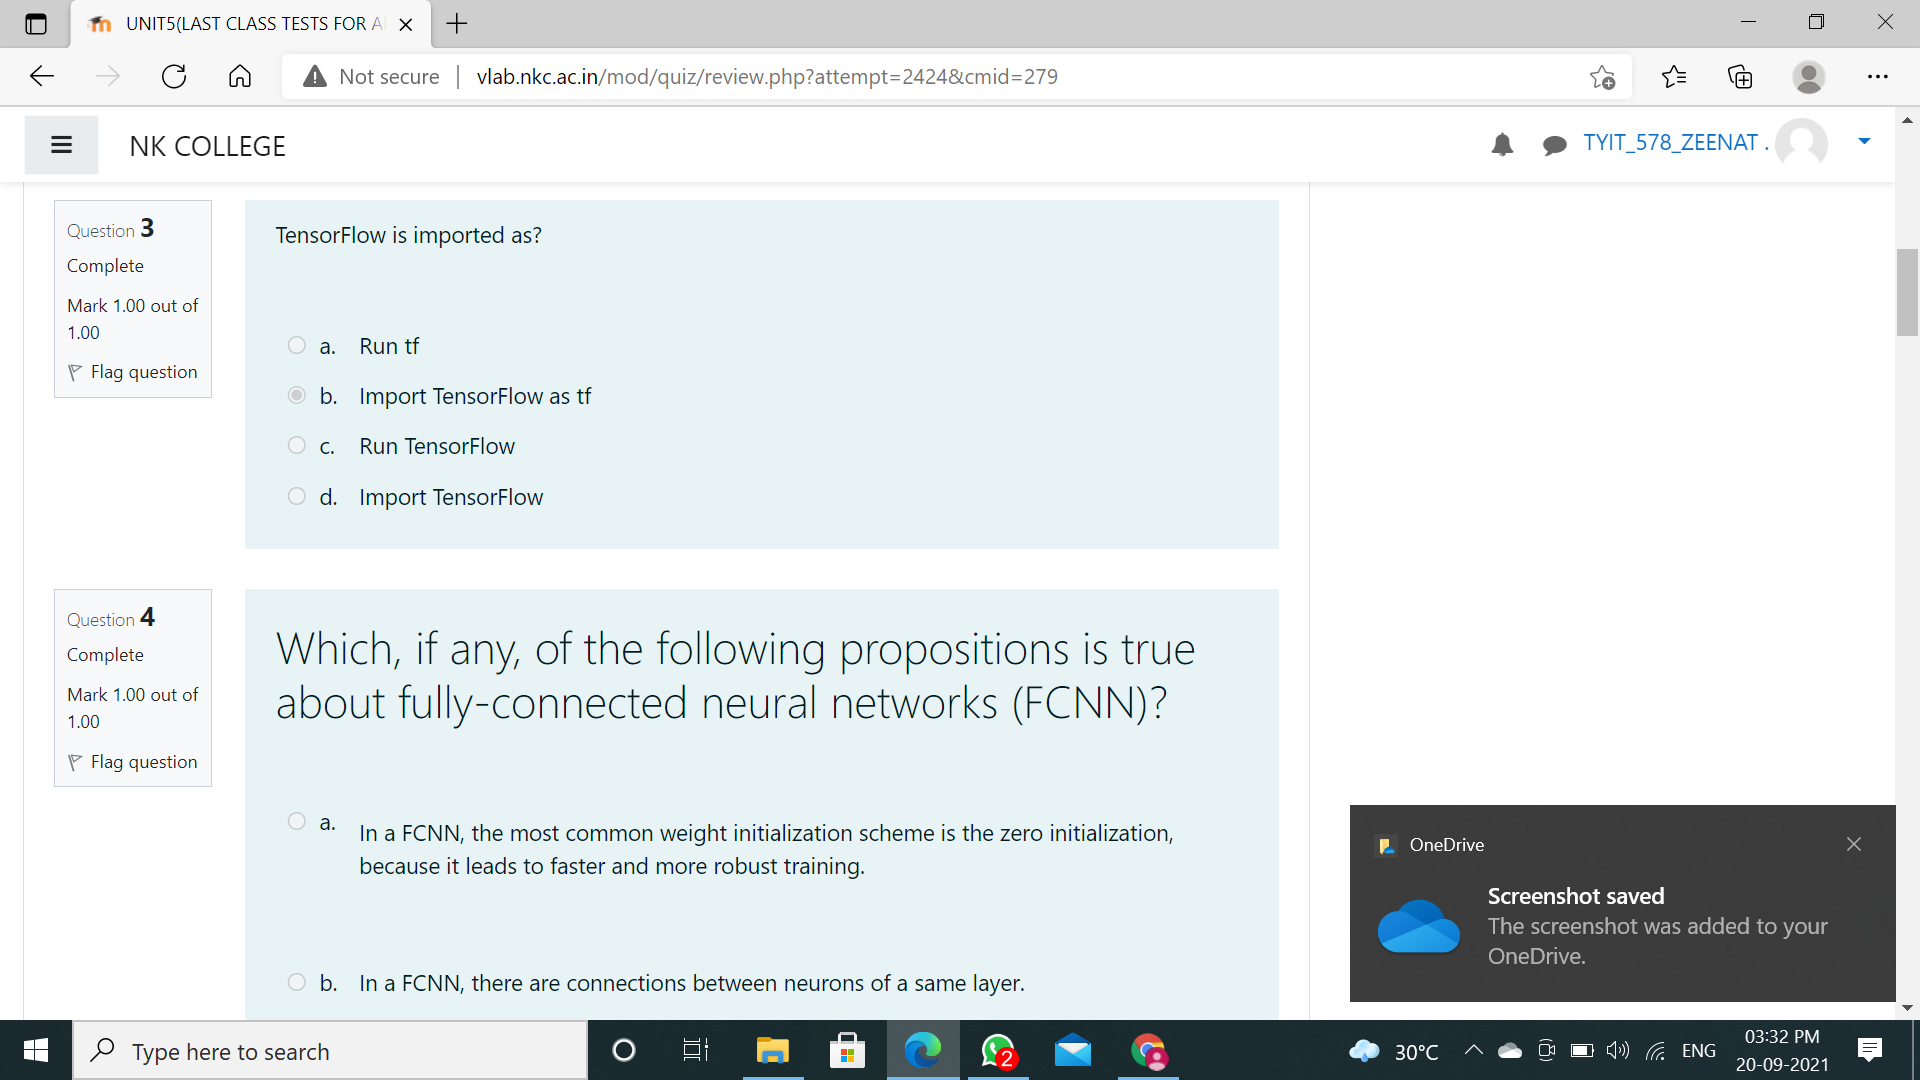 UNIT5(LAST CLASS TESTS FOR A
Not secure
vlab.nkc.ac.in/mod/quiz/review.php?attempt=2424&cmid=279
NK COLLEGE
TYIT_578_ZEENAT .
Question 3
Complete
Mark 1.00 out of
1.00
Flag question
TensorFlow is imported as?
a. Run tf
b. Import TensorFlow as tf
c. Run TensorFlow
d. Import TensorFlow
Question 4
Complete
Mark 1.00 out of
1.00
Flag question
Which, if any, of the following propositions is true
about fully-connected neural networks (FCNN)?
a. In a FCNN, the most common weight initialization scheme is the zero initialization,
because it leads to faster and more robust training.
b. In a FCNN, there are connections between neurons of a same layer.
OneDrive
Screenshot saved
The screenshot was added to your
OneDrive.
Type here to search
2
30°C
ENG
03:32 PM
20-09-2021